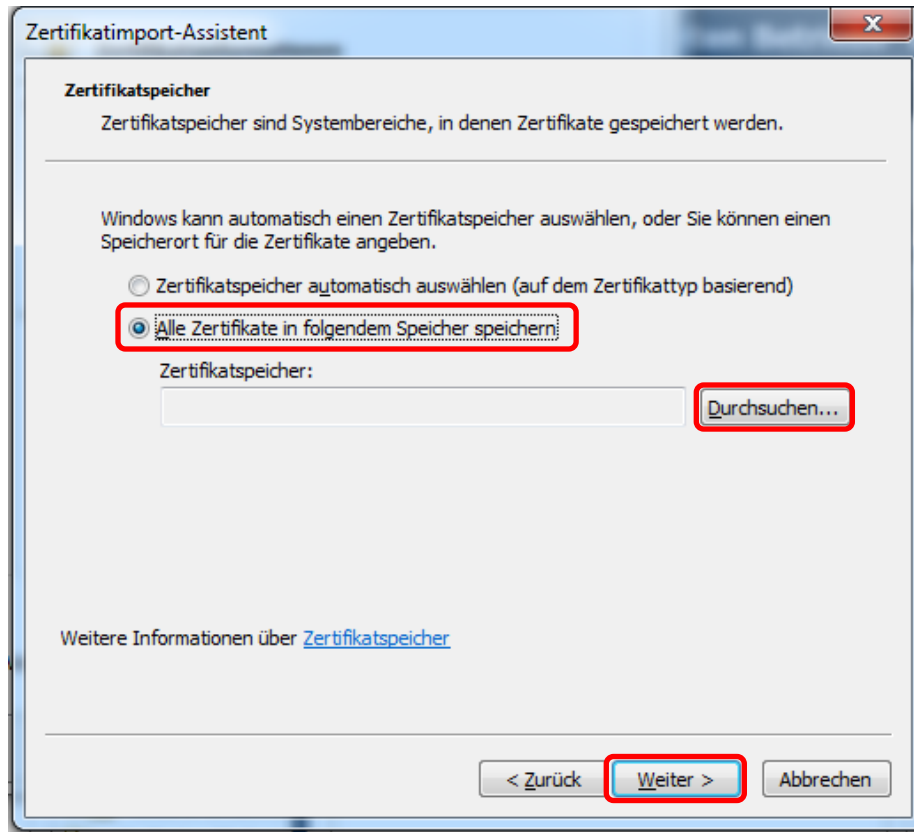 Zertifikatimport-Assistent
Zertifikatspeicher
Zertifikatspeicher sind Systembereiche, in denen Zertifikate gespeichert werden.
Windows kann automatisch einen Zertifikatspeicher auswählen, oder Sie können einen
Speicherort für die Zertifikate angeben.
Zertifikatspeicher automatisch auswählen (auf dem Zertifikattyp basierend)
Alle Zertifikate in folgendem Speicher speichern
Zertifikatspeicher:
Durchsuchen...
Weitere Informationen über Zertifikatspeicher
< Zurück Weiter > Abbrechen